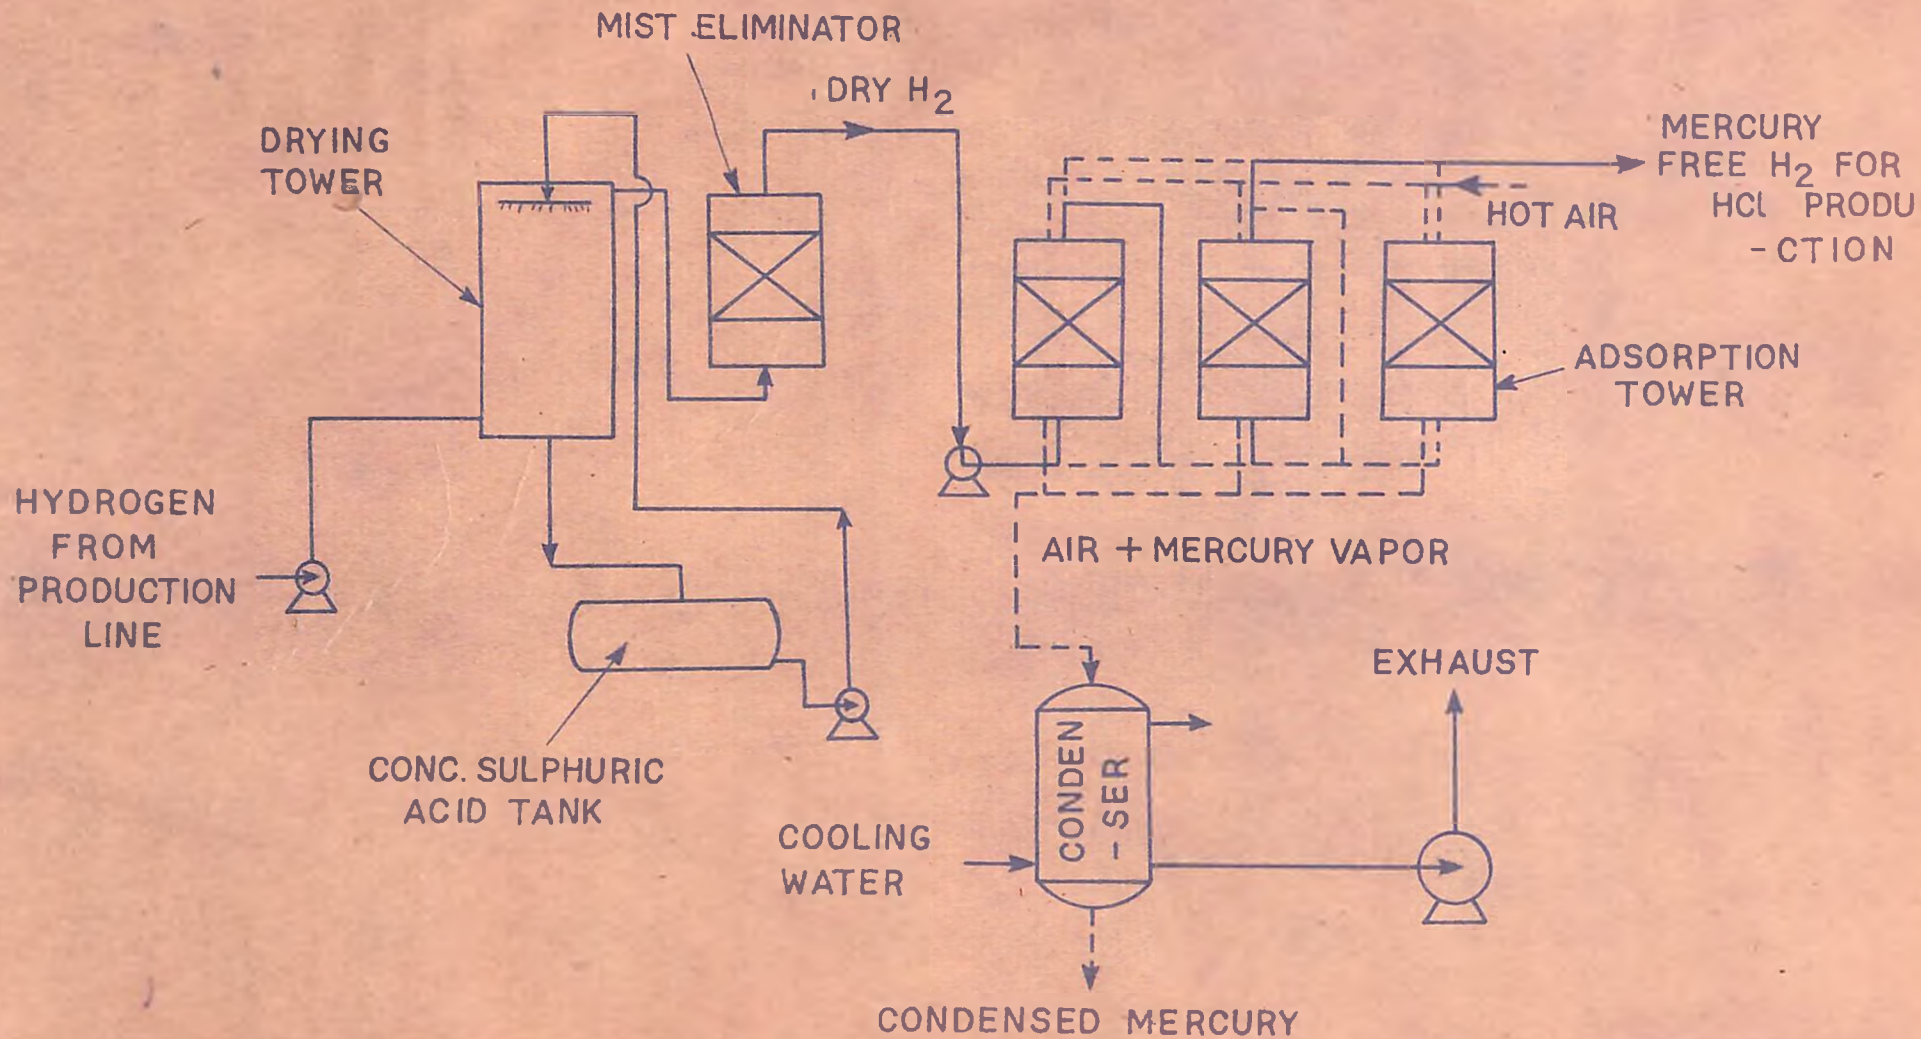 MIST ELIMINATOR
DRY H2
DRYING
TOWER
MERCURY
FREE H2 FOR
HCl PRODU
-CTION
HOT AIR
ADSORPTION
TOWER
HYDROGEN
FROM
PRODUCTION
LINE
AIR + MERCURY VAPOR
EXHAUST
CONC. SULPHURIC
ACID TANK
CONDEN
- SER
COOLING
WATER
CONDENSED MERCURY